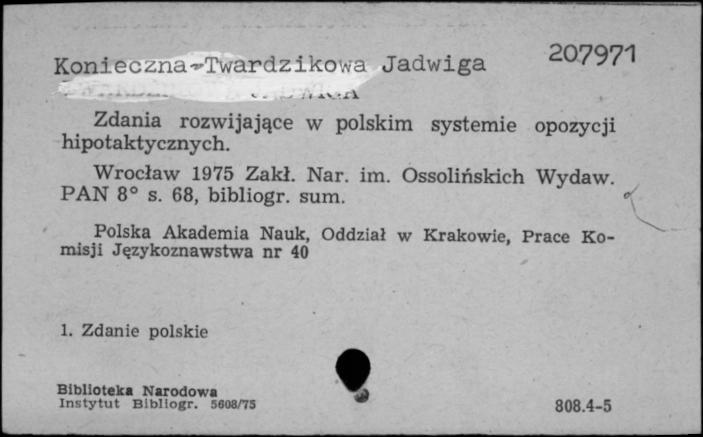 207971
Konieczna-Twardzikowa Jadwiga
Zdania rozwijające w polskim systemie opozycji
hipotaktycznych.
Wrocław 1975 Zakł. Nar. im. Ossolińskich Wydaw.
PAN 8° s. 68, bibliogr. sum.
Polska Akademia Nauk, Oddział w Krakowie, Prace Ko-
misji Językoznawstwa nr 40
1. Zdanie polskie
Biblioteka Narodowa
Instytut Bibliogr. 5608/75
808.4-5